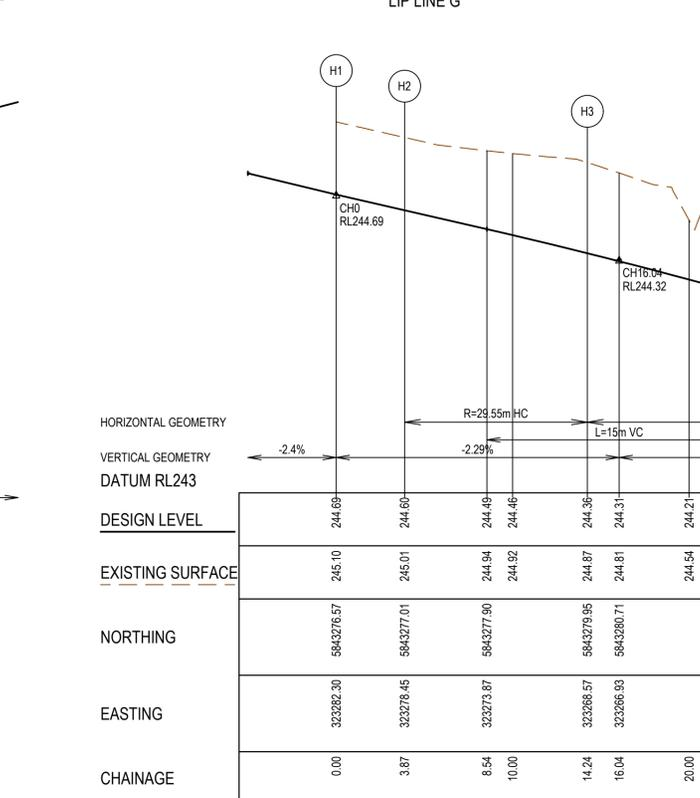 LIP LINE G
H1
H2
H3
CH0
RL244.69
CH16.04
RL244.32
HORIZONTAL GEOMETRY
R=29.55m HC
L=15m VC
VERTICAL GEOMETRY -2.4% -2.29%
DATUM RL243
DESIGN LEVEL 244.69 244.60 244.49 244.46 244.36 244.31 244.21
EXISTING SURFACE 245.10 245.01 244.94 244.92 244.87 244.81 244.54
NORTHING 5843276.57 5843277.01 5843277.90 5843279.95 5843280.71
EASTING 323282.30 323278.45 323273.87 323268.57 323266.93
CHAINAGE 0.00 3.87 8.54 10.00 14.24 16.04 20.00